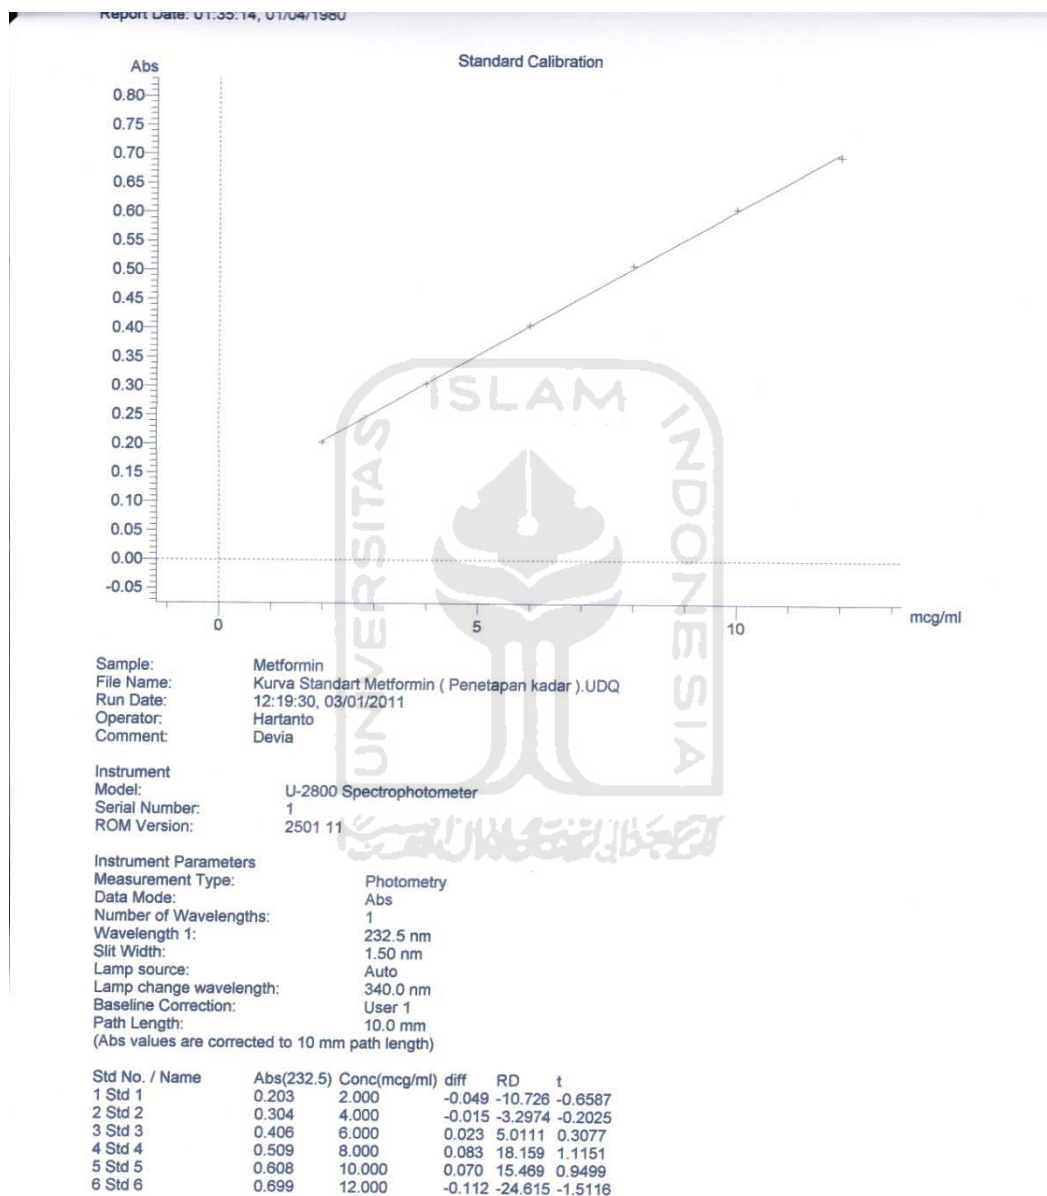 Report Date: 01:35:14, 01/04/1980
Standard Calibration
Abs
0.80
0.75
0.70
0.65
0.60
0.55
0.50
0.45
0.40
0.35
0.30
0.25
0.20
0.15
0.10
0.05
0.00
-0.05
0 5 10 mcg/ml
UNIVERSITAS ISLAM INDONESIA
Sample: Metformin
File Name: Kurva Standart Metformin ( Penetapan kadar ).UDQ
Run Date: 12:19:30, 03/01/2011
Operator: Hartanto
Comment: Devia
Instrument
Model: U-2800 Spectrophotometer
Serial Number: 1
ROM Version: 2501 11
Instrument Parameters
Measurement Type: Photometry
Data Mode: Abs
Number of Wavelengths: 1
Wavelength 1: 232.5 nm
Slit Width: 1.50 nm
Lamp source: Auto
Lamp change wavelength: 340.0 nm
Baseline Correction: User 1
Path Length: 10.0 mm
(Abs values are corrected to 10 mm path length)
Std No. / Name Abs(232.5) Conc(mcg/ml) diff RD t
1 Std 1 0.203 2.000 -0.049 -10.726 -0.6587
2 Std 2 0.304 4.000 -0.015 -3.2974 -0.2025
3 Std 3 0.406 6.000 0.023 5.0111 0.3077
4 Std 4 0.509 8.000 0.083 18.159 1.1151
5 Std 5 0.608 10.000 0.070 15.469 0.9499
6 Std 6 0.699 12.000 -0.112 -24.615 -1.5116